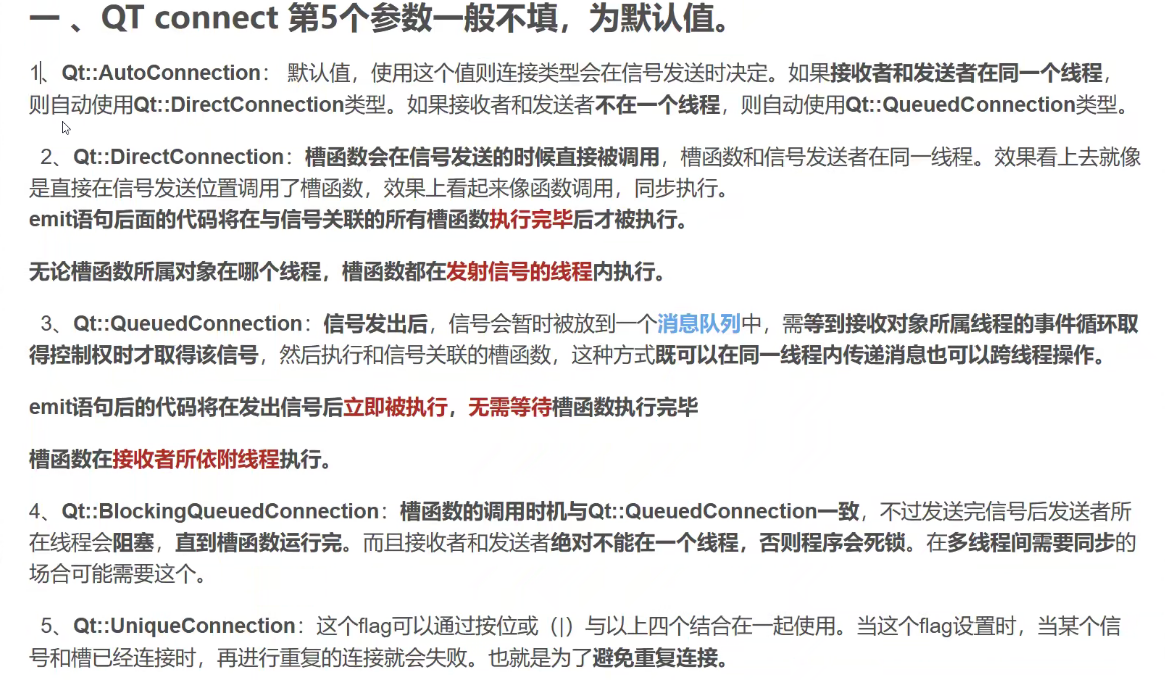 一 、QT connect 第5个参数一般不填，为默认值。
1、Qt::AutoConnection： 默认值，使用这个值则连接类型会在信号发送时决定。如果接收者和发送者在同一个线程，
则自动使用Qt::DirectConnection类型。如果接收者和发送者不在一个线程，则自动使用Qt::QueuedConnection类型。
2、Qt::DirectConnection：槽函数会在信号发送的时候直接被调用，槽函数和信号发送者在同一线程。效果看上去就像
是直接在信号发送位置调用了槽函数，效果上看起来像函数调用，同步执行。
emit语句后面的代码将在与信号关联的所有槽函数执行完毕后才被执行。
无论槽函数所属对象在哪个线程，槽函数都在发射信号的线程内执行。
3、Qt::QueuedConnection：信号发出后，信号会暂时被放到一个消息队列中，需等到接收对象所属线程的事件循环取
得控制权时才取得该信号，然后执行和信号关联的槽函数，这种方式既可以在同一线程内传递消息也可以跨线程操作。
emit语句后的代码将在发出信号后立即被执行，无需等待槽函数执行完毕
槽函数在接收者所依附线程执行。
4、Qt::BlockingQueuedConnection：槽函数的调用时机与Qt::QueuedConnection一致，不过发送完信号后发送者所
在线程会阻塞，直到槽函数运行完。而且接收者和发送者绝对不能在一个线程，否则程序会死锁。在多线程间需要同步的
场合可能需要这个。
5、Qt::UniqueConnection：这个flag可以通过按位或（|）与以上四个结合在一起使用。当这个flag设置时，当某个信
号和槽已经连接时，再进行重复的连接就会失败。也就是为了避免重复连接。